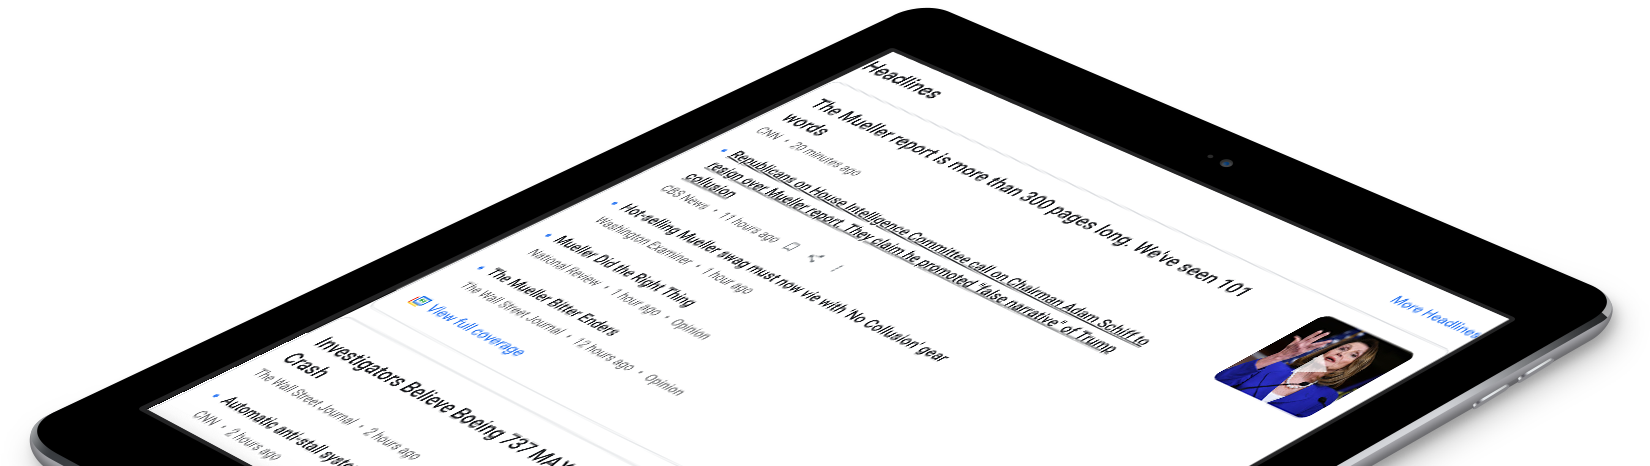 Headlines
More Headlines
The Mueller report is more than 300 pages long. We've seen 101
words
CNN • 20 minutes ago
Republicans on House Intelligence Committee call on Chairman Adam Schiff to
resign over Mueller report. They claim he promoted "false narrative" of Trump
collusion
CBS News • 11 hours ago
Hot-selling Mueller swag must now vie with 'No Collusion' gear
Washington Examiner • 1 hour ago
Mueller Did the Right Thing
National Review • 1 hour ago • Opinion
The Mueller Bitter Enders
The Wall Street Journal • 12 hours ago • Opinion
View full coverage
Investigators Believe Boeing 737 MAX
Crash
The Wall Street Journal • 2 hours ago
Automatic anti-stall syste
CNN • 2 hours ago